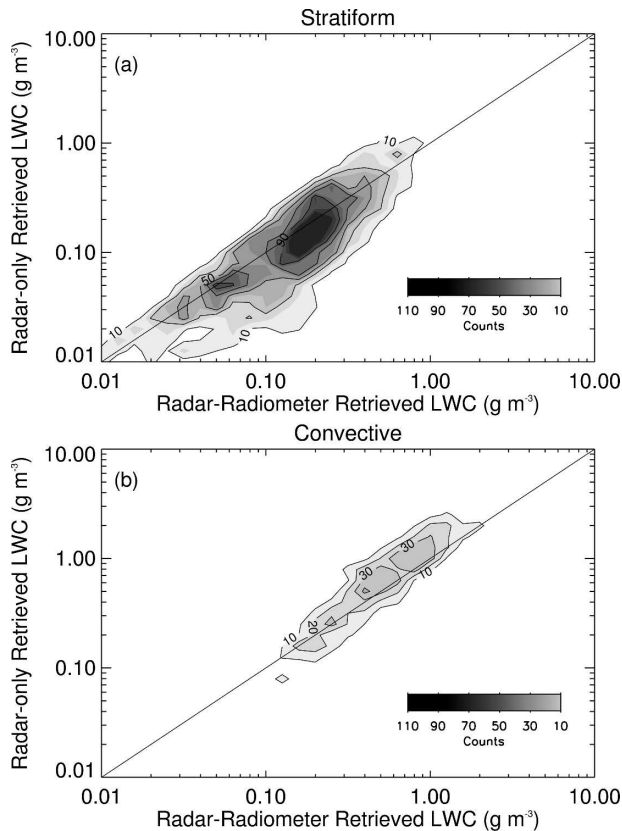 Stratiform
(a)
Radar-only Retrieved LWC (g m⁻³)
10.00
1.00
0.10
0.01
10
90
50
10
10
110 90 70 50 30 10
Counts
0.01 0.10 1.00 10.00
Radar-Radiometer Retrieved LWC (g m⁻³)
Convective
(b)
Radar-only Retrieved LWC (g m⁻³)
10.00
1.00
0.10
0.01
30
30
10
20
10
110 90 70 50 30 10
Counts
0.01 0.10 1.00 10.00
Radar-Radiometer Retrieved LWC (g m⁻³)